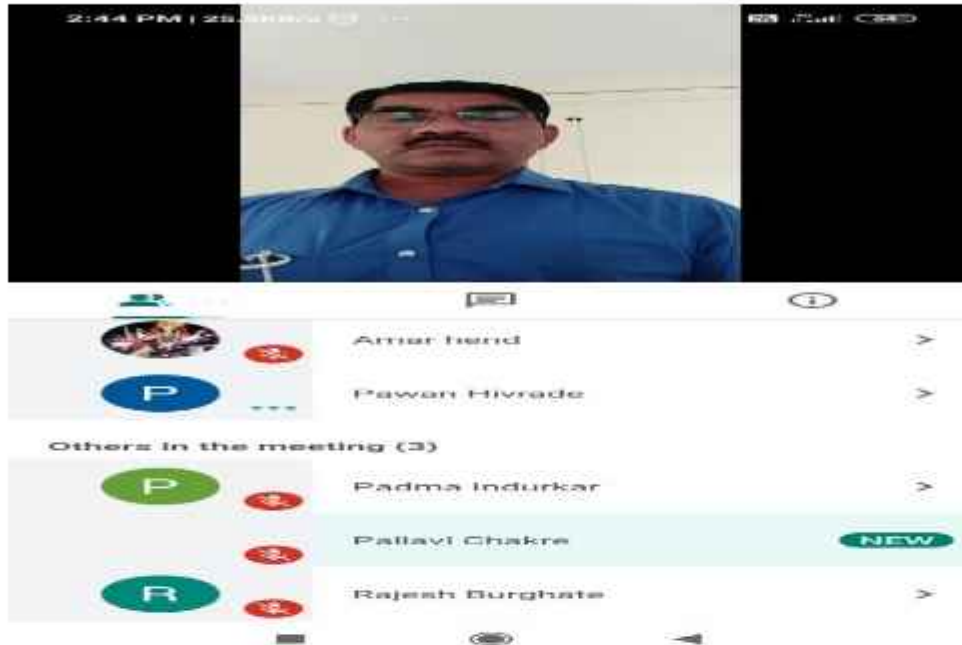 2:44 PM |
Amar hend
P
Pawan Hivrade
Others in the meeting (3)
P
Padma Indurkar
Pallavi Chakre
NEW
R
Rajesh Burghate